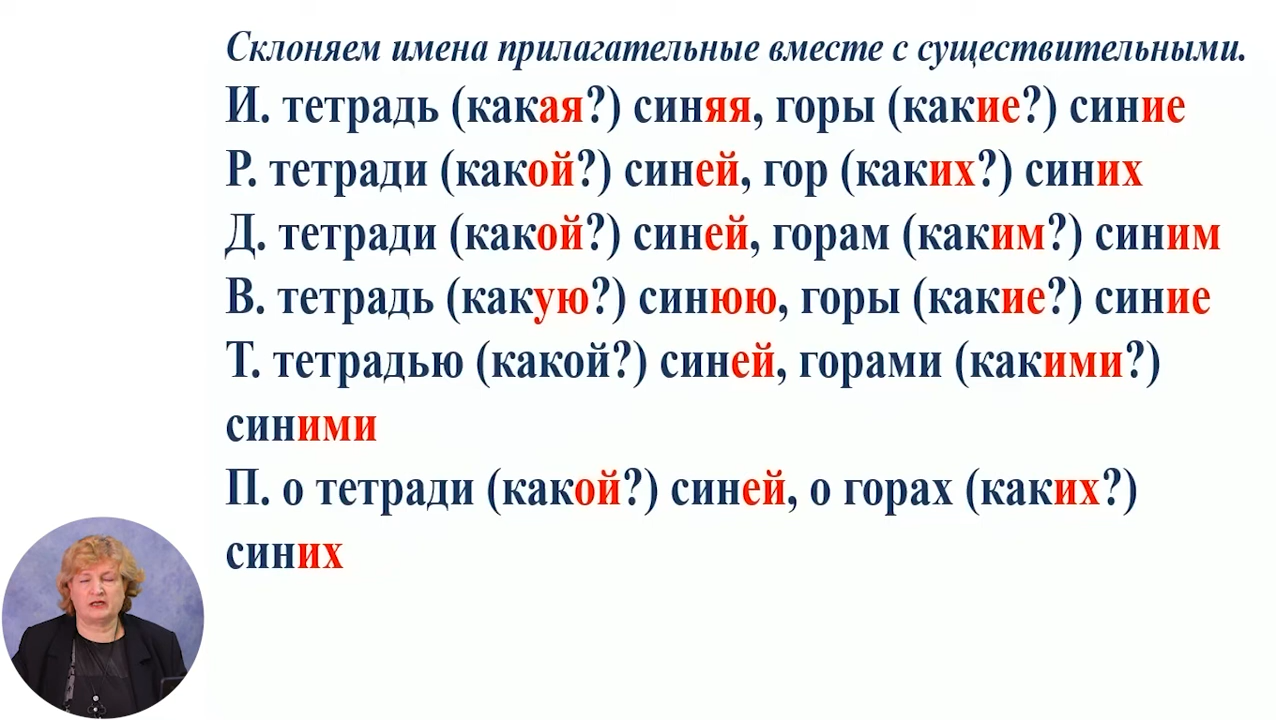 Склоняем имена прилагательные вместе с существительными.
И. тетрадь (какая?) синяя, горы (какие?) синие
Р. тетради (какой?) синей, гор (каких?) синих
Д. тетради (какой?) синей, горам (каким?) синим
В. тетрадь (какую?) синюю, горы (какие?) синие
Т. тетрадью (какой?) синей, горами (какими?)
синими
П. о тетради (какой?) синей, о горах (каких?)
синих